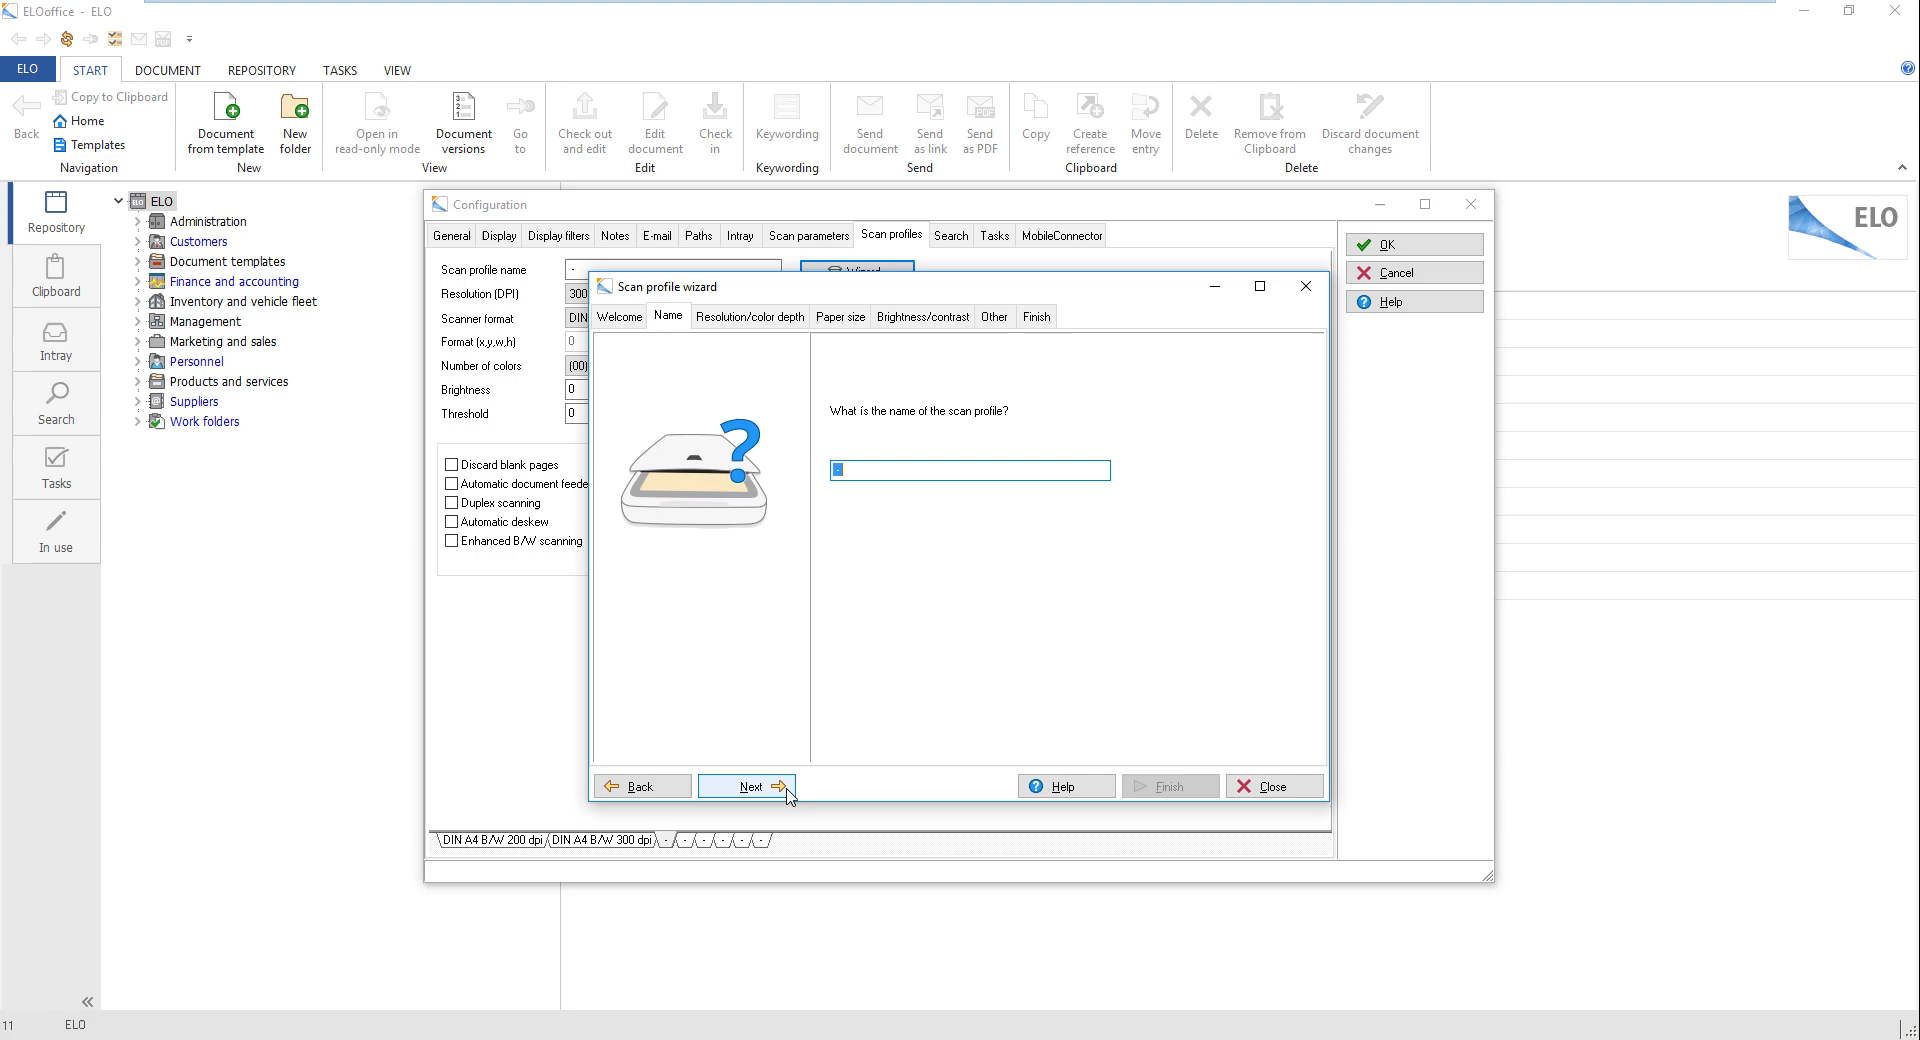 ELOoffice - ELO
ELO START DOCUMENT REPOSITORY TASKS VIEW
Back
Copy to Clipboard
Home
Templates
Navigation
Document from template
New folder
New
Open in read-only mode
Document versions
Go to
View
Check out and edit
Edit document
Check in
Edit
Keywording
Keywording
Send document
Send as link
Send as PDF
Send
Copy
Create reference
Move entry
Clipboard
Delete
Remove from Clipboard
Discard document changes
Delete
Repository
Clipboard
Intray
Search
Tasks
In use
ELO
Administration
Customers
Document templates
Finance and accounting
Inventory and vehicle fleet
Management
Marketing and sales
Personnel
Products and services
Suppliers
Work folders
ELO
Configuration
General Display Display filters Notes E-mail Paths Intray Scan parameters Scan profiles Search Tasks MobileConnector
Scan profile name -
Resolution (DPI) 300
Scanner format DIN
Format (x,y,w,h) 0
Number of colors (00)
Brightness 0
Threshold 0
Discard blank pages
Automatic document feede
Duplex scanning
Automatic deskew
Enhanced B/W scanning
OK
Cancel
Help
Scan profile wizard
Welcome Name Resolution/color depth Paper size Brightness/contrast Other Finish
What is the name of the scan profile?
-
Back Next Help Finish Close
DIN A4 B/W 200 dpi DIN A4 B/W 300 dpi - - - - - -
11 ELO